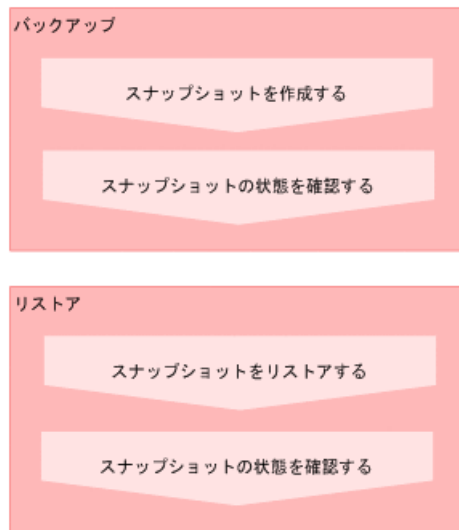 バックアップ
スナップショットを作成する
スナップショットの状態を確認する
リストア
スナップショットをリストアする
スナップショットの状態を確認する